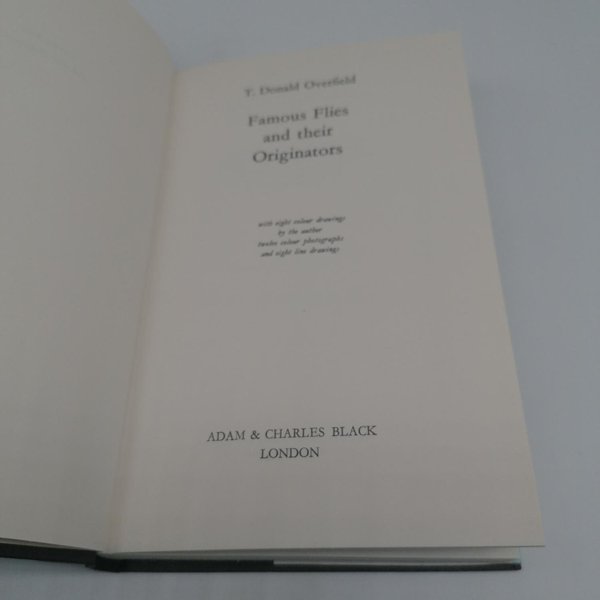 T. Donald Overfield
Famous Flies
and their
Originators
with eight colour drawings
by the author
twelve colour photographs
and eight line drawings
ADAM & CHARLES BLACK
LONDON